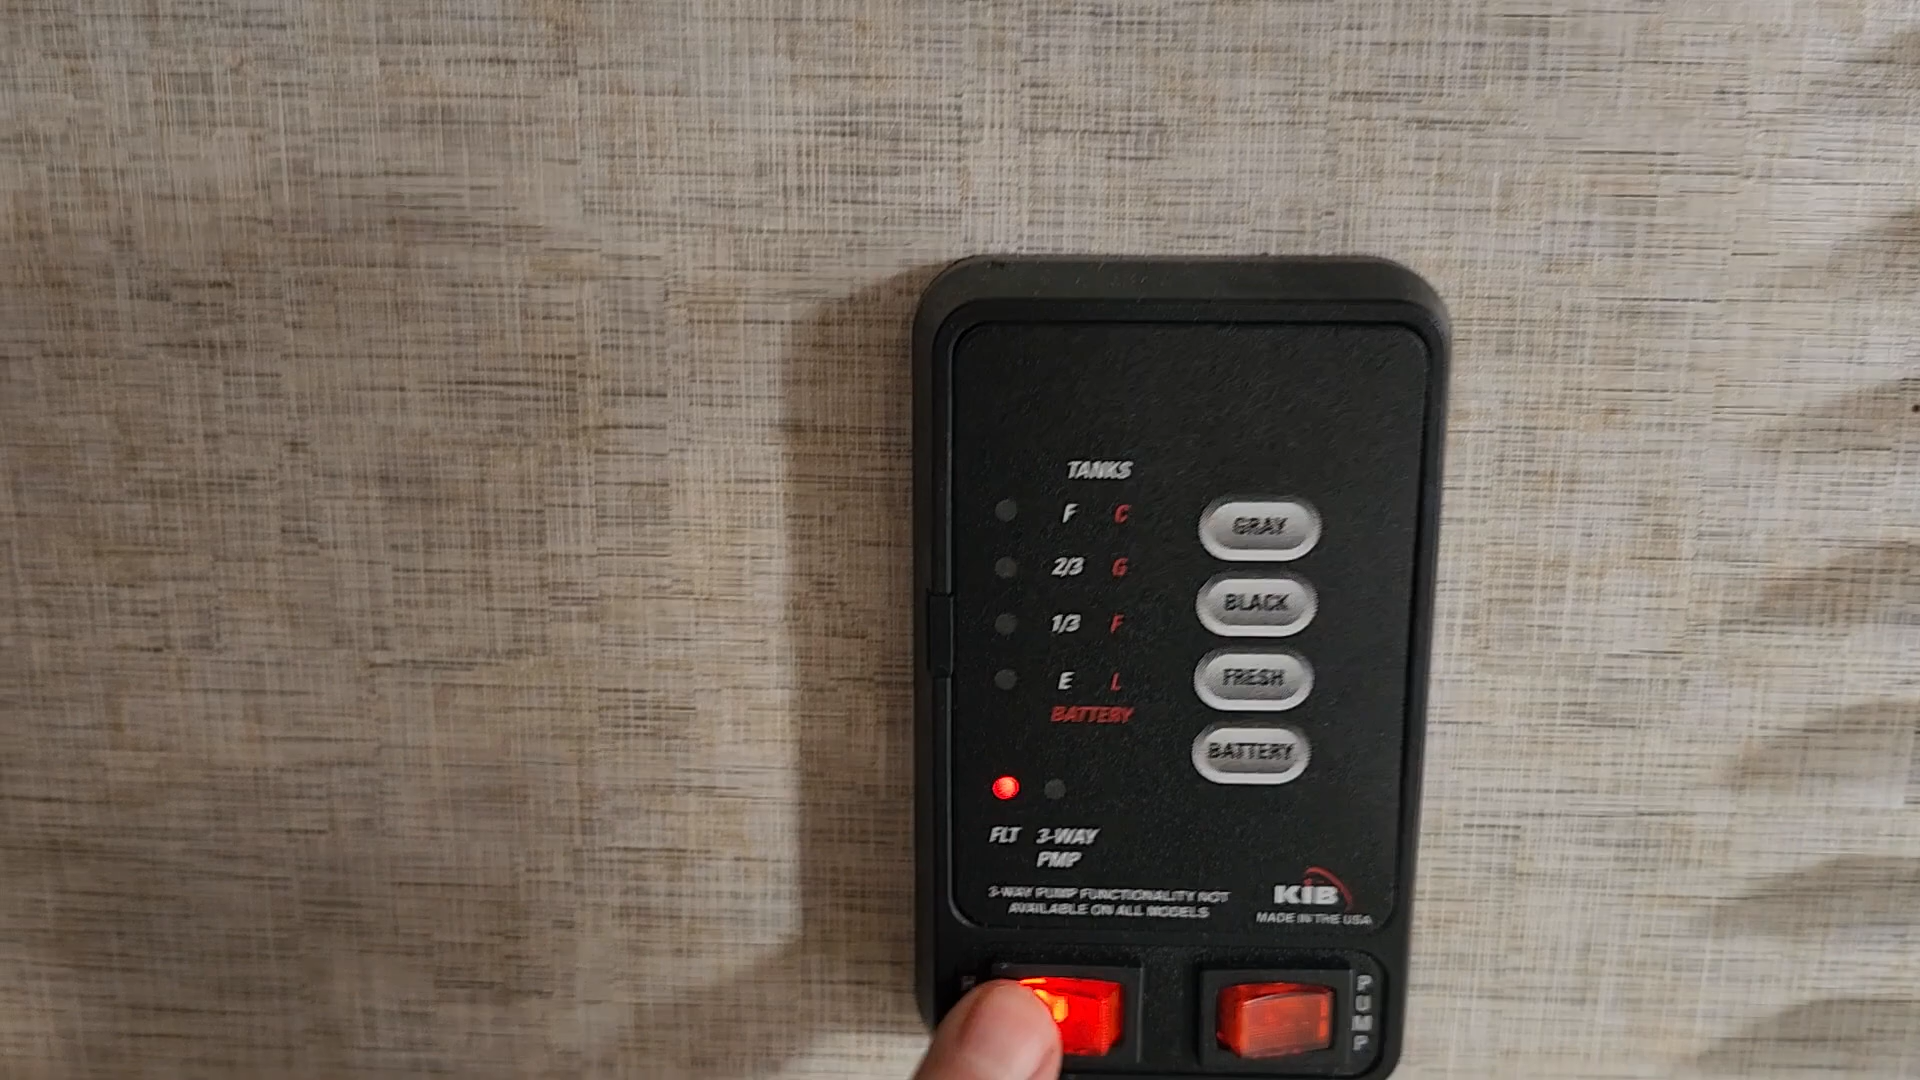 TANKS
F C
2/3 G
1/3 F
E L
BATTERY
GRAY
BLACK
FRESH
BATTERY
FLT 3-WAY
PMP
3-WAY PUMP FUNCTIONALITY NOT
AVAILABLE ON ALL MODELS
KIB
MADE IN THE USA
PUMP